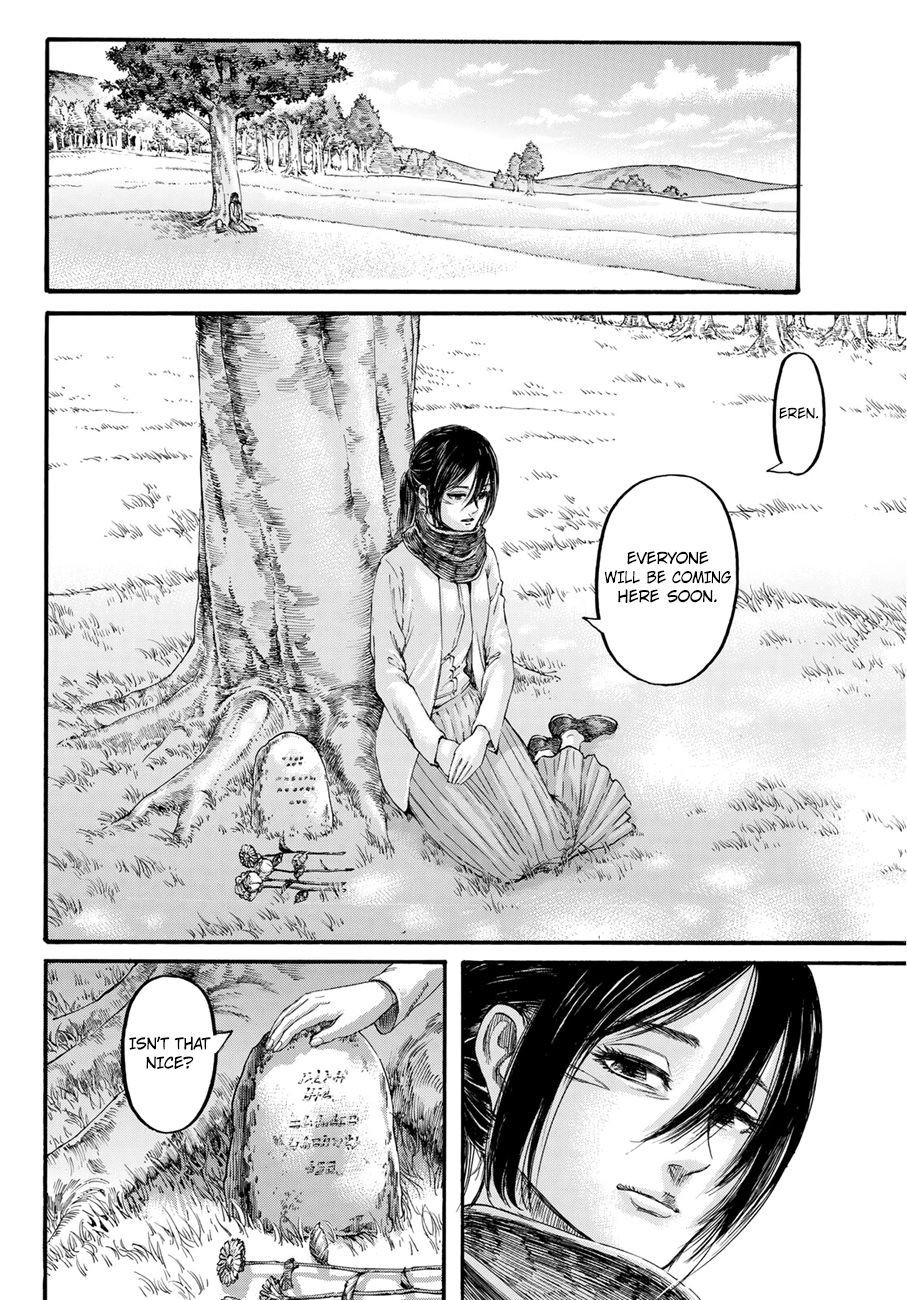 EREN.
EVERYONE
WILL BE COMING
HERE SOON.
ISN'T THAT
NICE?